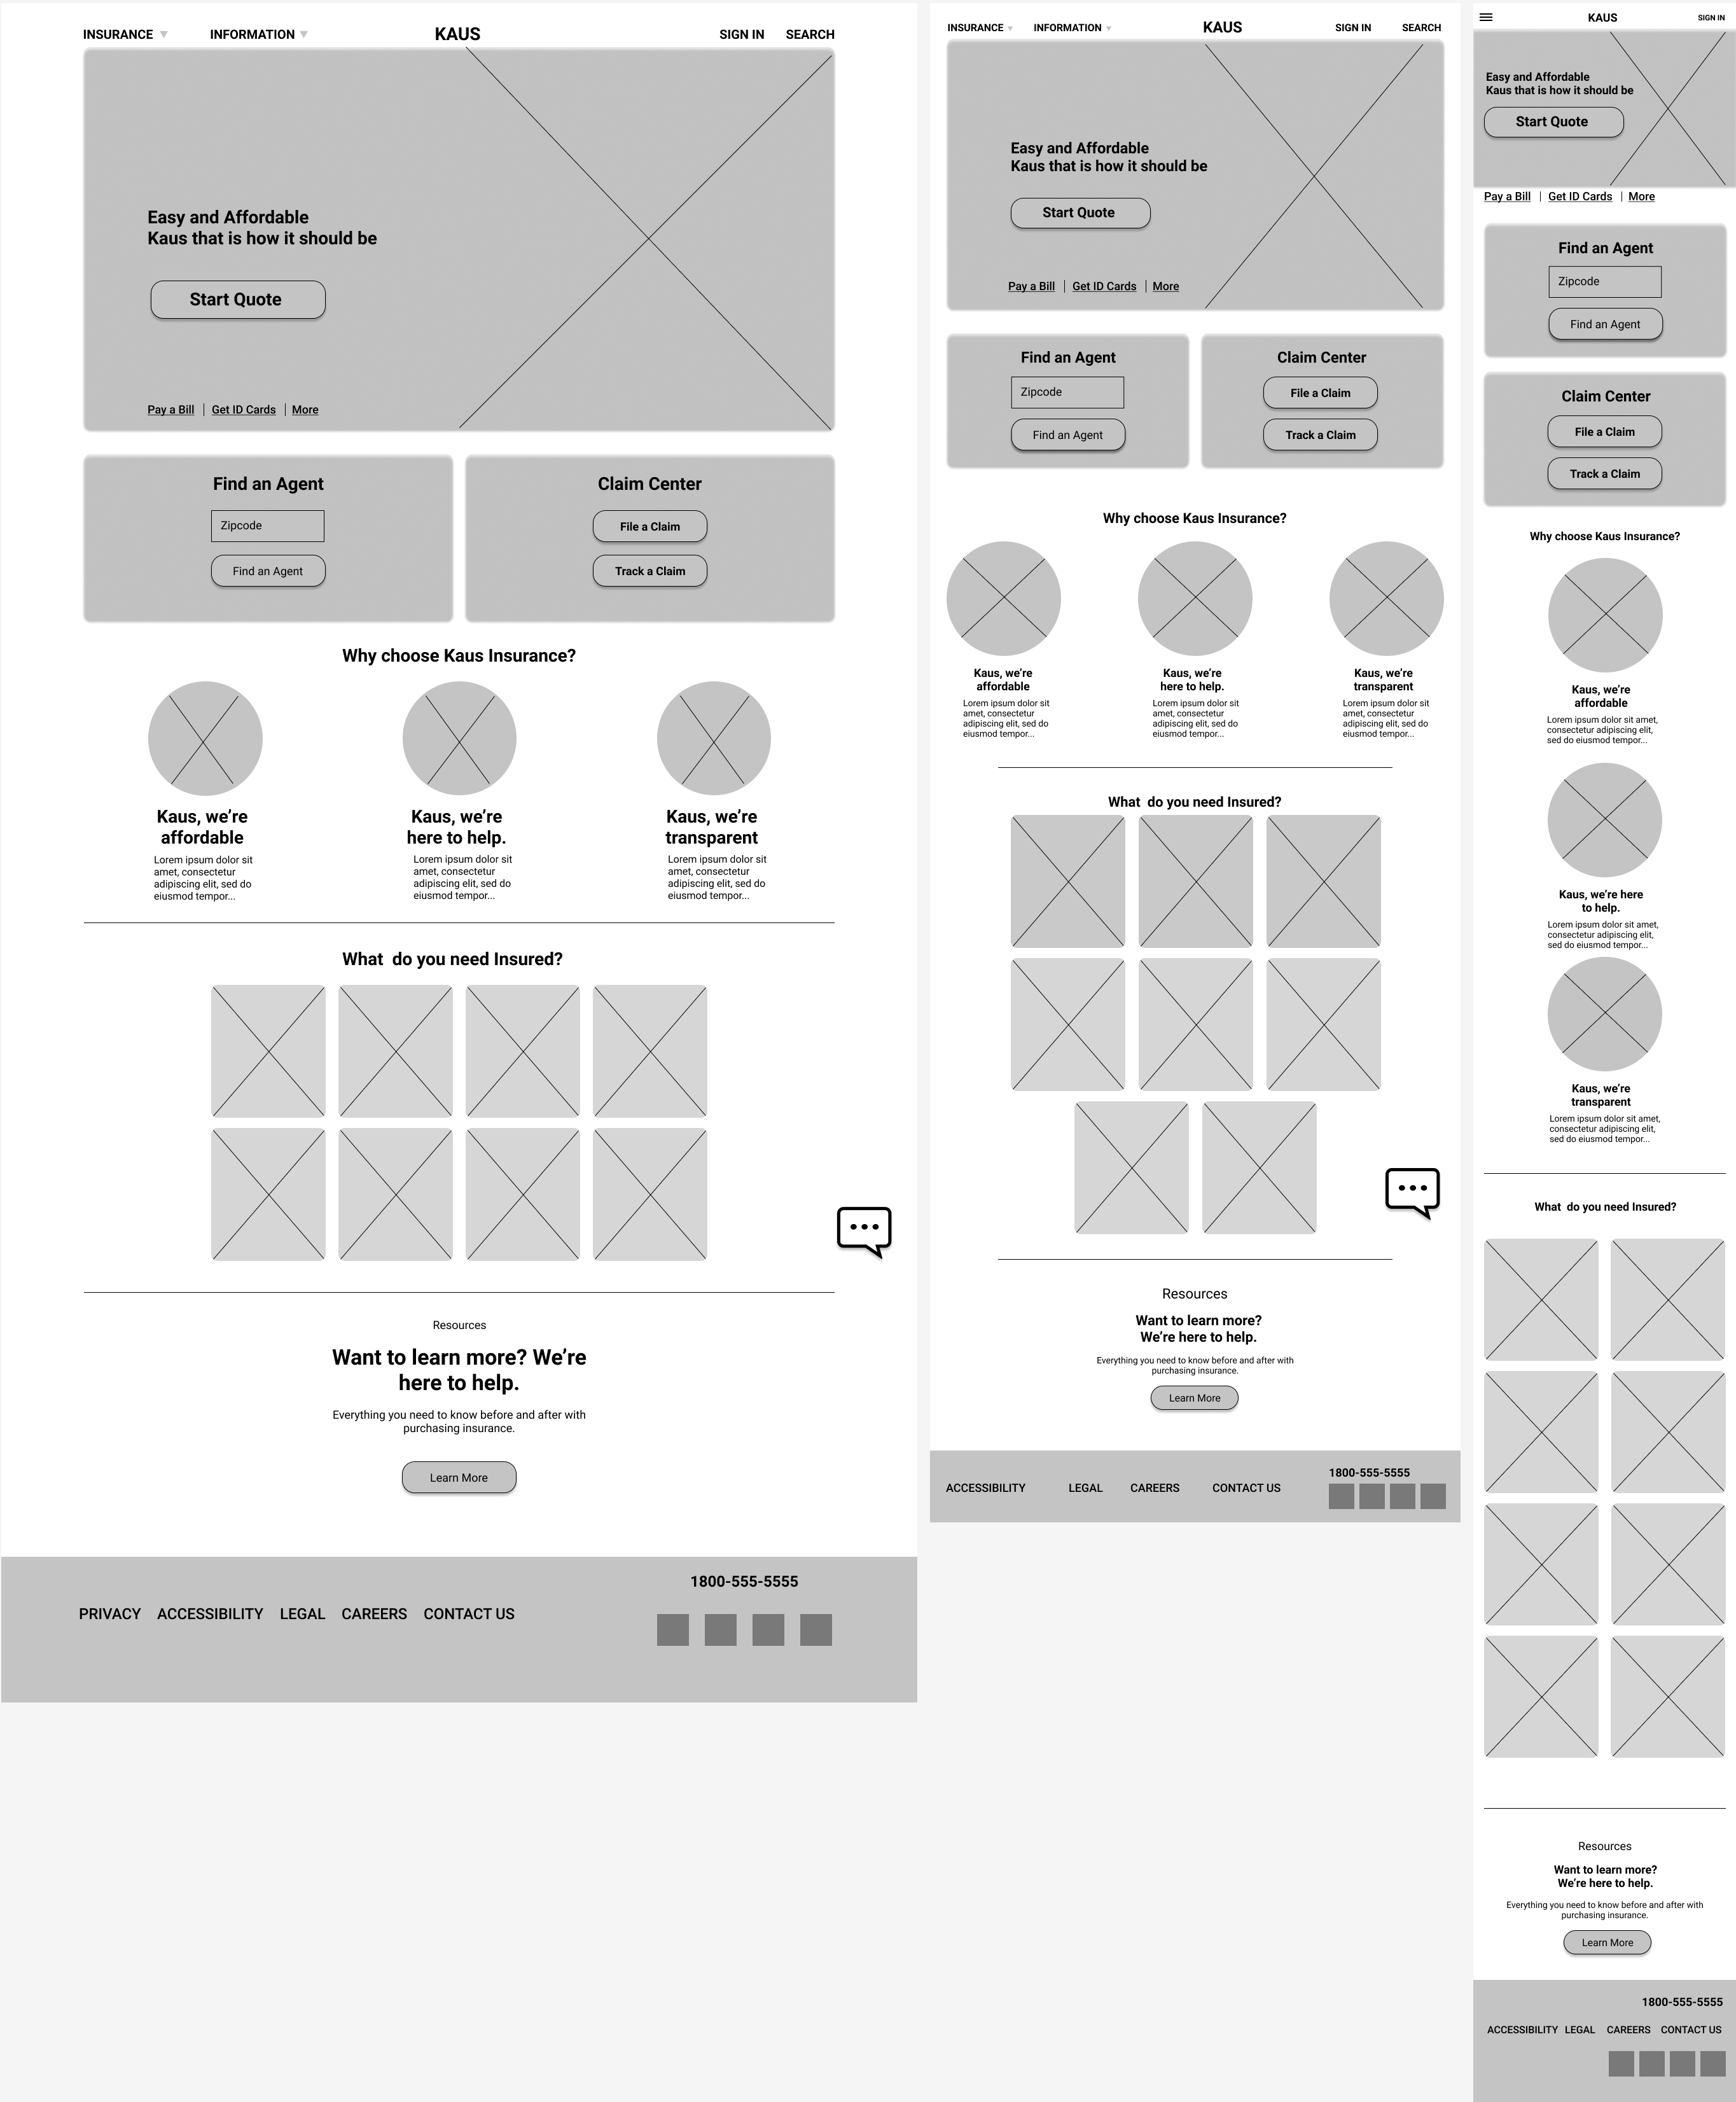 INSURANCE INFORMATION KAUS SIGN IN SEARCH
Easy and Affordable
Kaus that is how it should be
Start Quote
Pay a Bill Get ID Cards More
Find an Agent
Zipcode
Find an Agent
Claim Center
File a Claim
Track a Claim
Why choose Kaus Insurance?
Kaus, we’re
affordable
Lorem ipsum dolor sit
amet, consectetur
adipiscing elit, sed do
eiusmod tempor...
Kaus, we’re
here to help.
Lorem ipsum dolor sit
amet, consectetur
adipiscing elit, sed do
eiusmod tempor...
Kaus, we’re
transparent
Lorem ipsum dolor sit
amet, consectetur
adipiscing elit, sed do
eiusmod tempor...
What do you need Insured?
Resources
Want to learn more? We’re
here to help.
Everything you need to know before and after with
purchasing insurance.
Learn More
1800-555-5555
PRIVACY ACCESSIBILITY LEGAL CAREERS CONTACT US
INSURANCE INFORMATION KAUS SIGN IN SEARCH
Easy and Affordable
Kaus that is how it should be
Start Quote
Pay a Bill Get ID Cards More
Find an Agent
Zipcode
Find an Agent
Claim Center
File a Claim
Track a Claim
Why choose Kaus Insurance?
Kaus, we’re
affordable
Lorem ipsum dolor sit
amet, consectetur
adipiscing elit, sed do
eiusmod tempor...
Kaus, we’re
here to help.
Lorem ipsum dolor sit
amet, consectetur
adipiscing elit, sed do
eiusmod tempor...
Kaus, we’re
transparent
Lorem ipsum dolor sit
amet, consectetur
adipiscing elit, sed do
eiusmod tempor...
What do you need Insured?
Resources
Want to learn more?
We’re here to help.
Everything you need to know before and after with
purchasing insurance.
Learn More
1800-555-5555
ACCESSIBILITY LEGAL CAREERS CONTACT US
KAUS SIGN IN
Easy and Affordable
Kaus that is how it should be
Start Quote
Pay a Bill Get ID Cards More
Find an Agent
Zipcode
Find an Agent
Claim Center
File a Claim
Track a Claim
Why choose Kaus Insurance?
Kaus, we’re
affordable
Lorem ipsum dolor sit amet,
consectetur adipiscing elit,
sed do eiusmod tempor...
Kaus, we’re here
to help.
Lorem ipsum dolor sit amet,
consectetur adipiscing elit,
sed do eiusmod tempor...
Kaus, we’re
transparent
Lorem ipsum dolor sit amet,
consectetur adipiscing elit,
sed do eiusmod tempor...
What do you need Insured?
Resources
Want to learn more?
We’re here to help.
Everything you need to know before and after with
purchasing insurance.
Learn More
1800-555-5555
ACCESSIBILITY LEGAL CAREERS CONTACT US